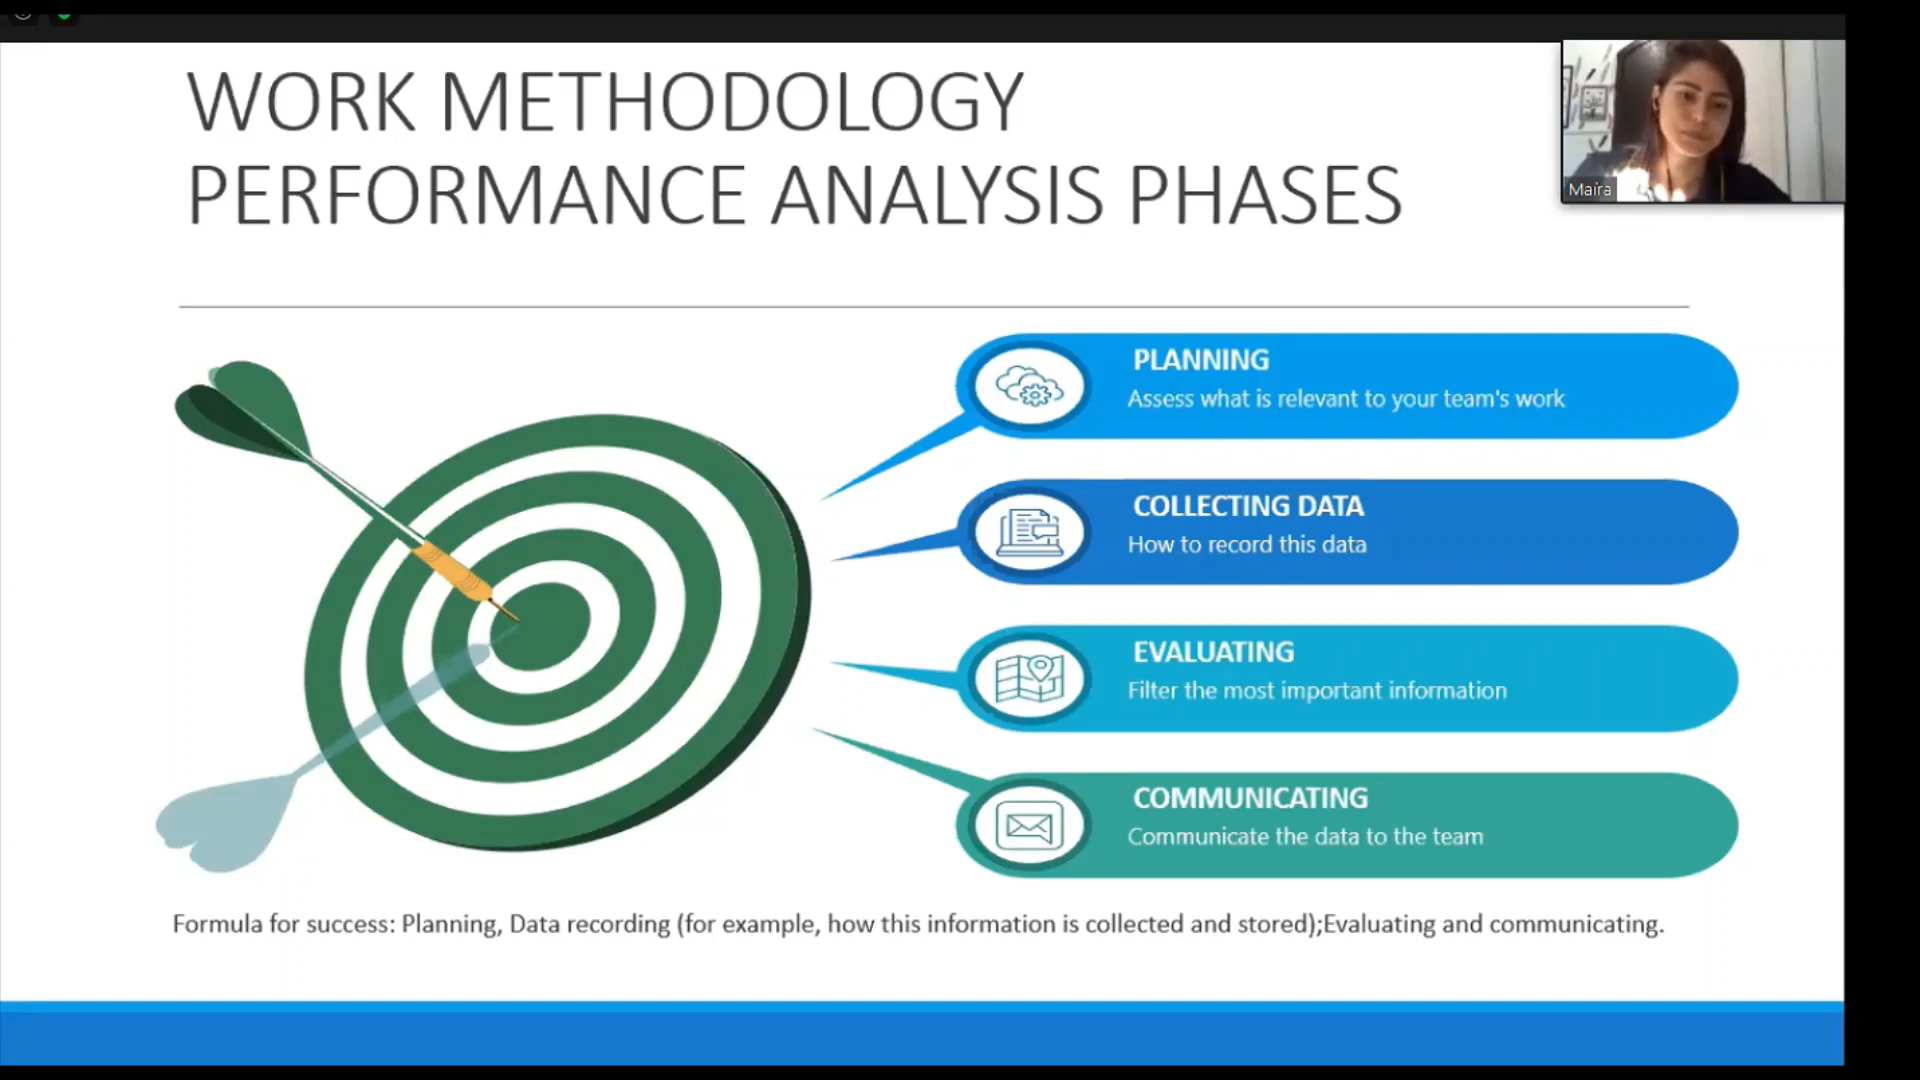 WORK METHODOLOGY
PERFORMANCE ANALYSIS PHASES
Maíra
PLANNING
Assess what is relevant to your team's work
COLLECTING DATA
How to record this data
EVALUATING
Filter the most important information
COMMUNICATING
Communicate the data to the team
Formula for success: Planning, Data recording (for example, how this information is collected and stored);Evaluating and communicating.